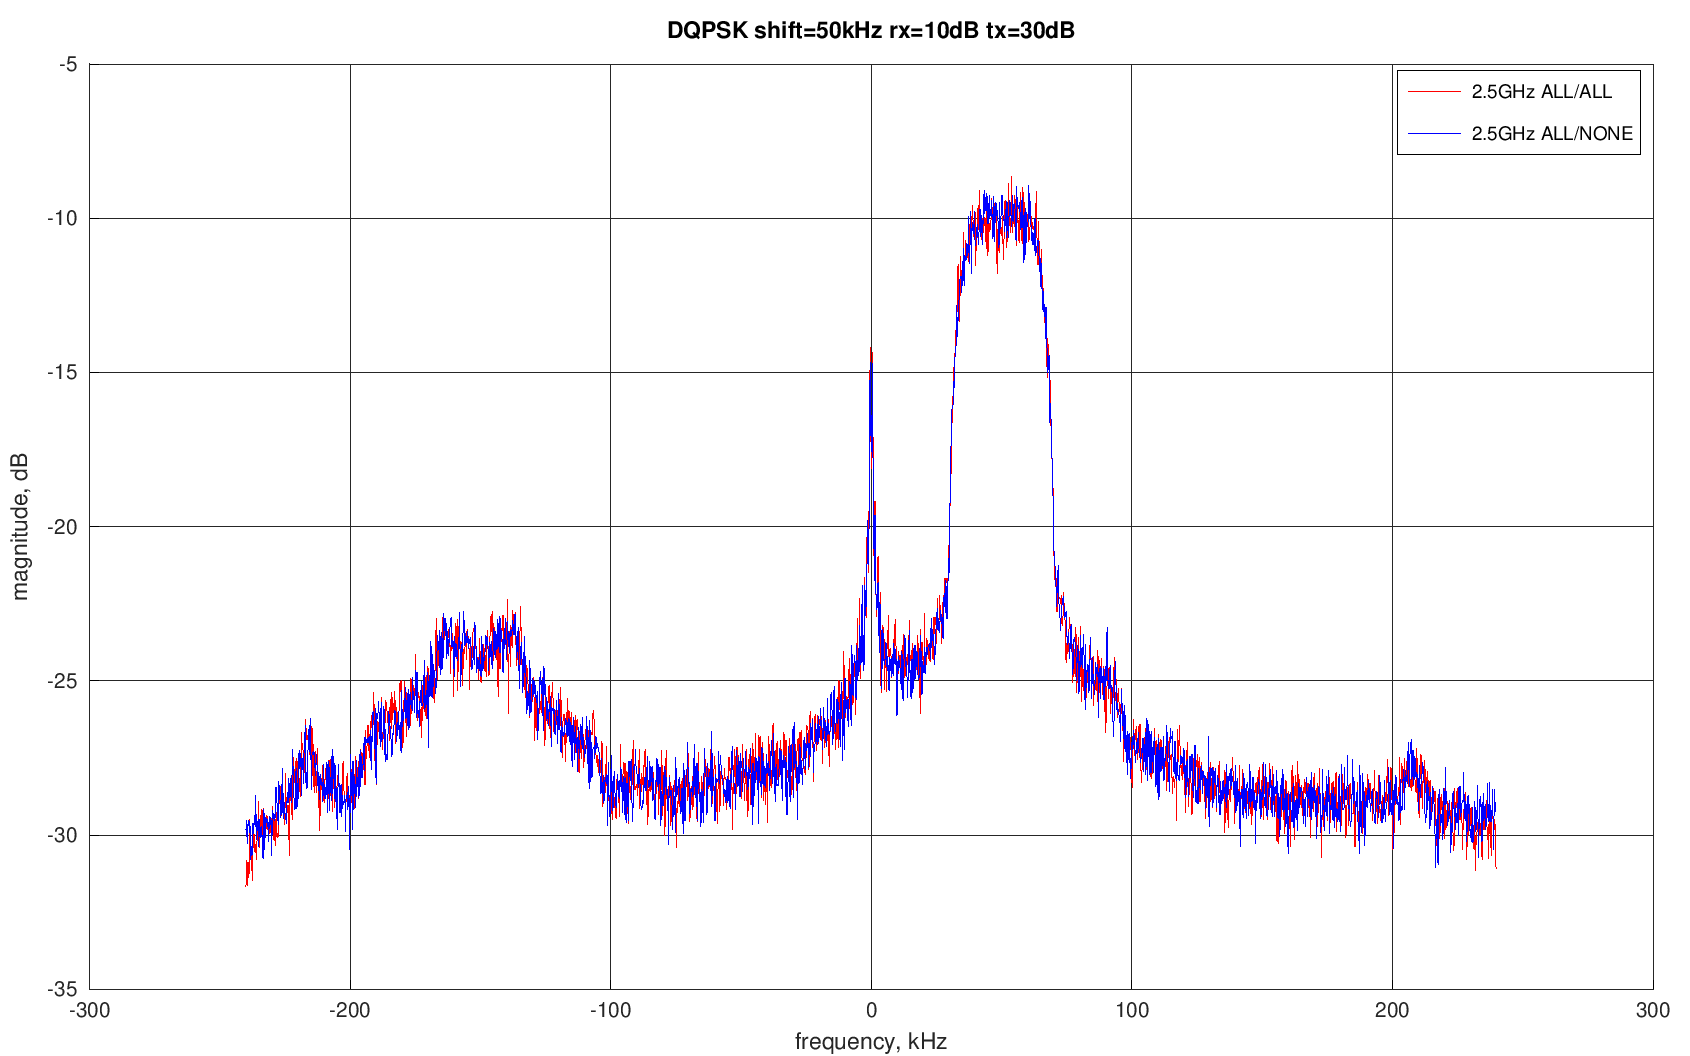 DQPSK shift=50kHz rx=10dB tx=30dB
-5
2.5GHz ALL/ALL
2.5GHz ALL/NONE
-10
-15
magnitude, dB
-20
-25
-30
-35
-300
-200
-100
0
100
200
300
frequency, kHz